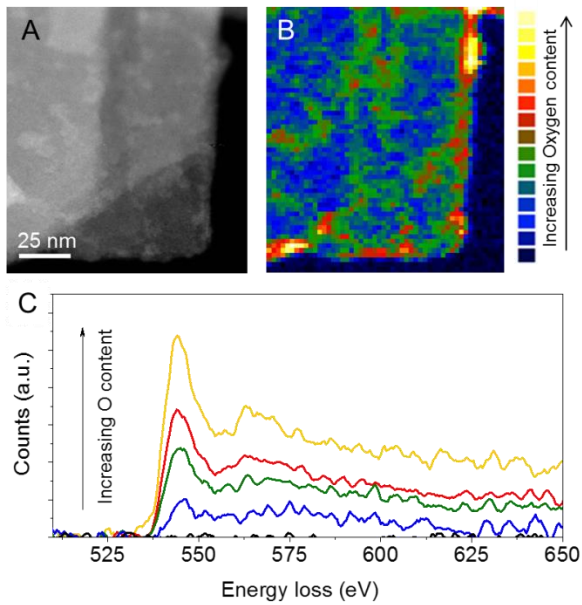 A
25 nm
B
Increasing Oxygen content
C
Increasing O content
Counts (a.u.)
525
550
575
600
625
650
Energy loss (eV)